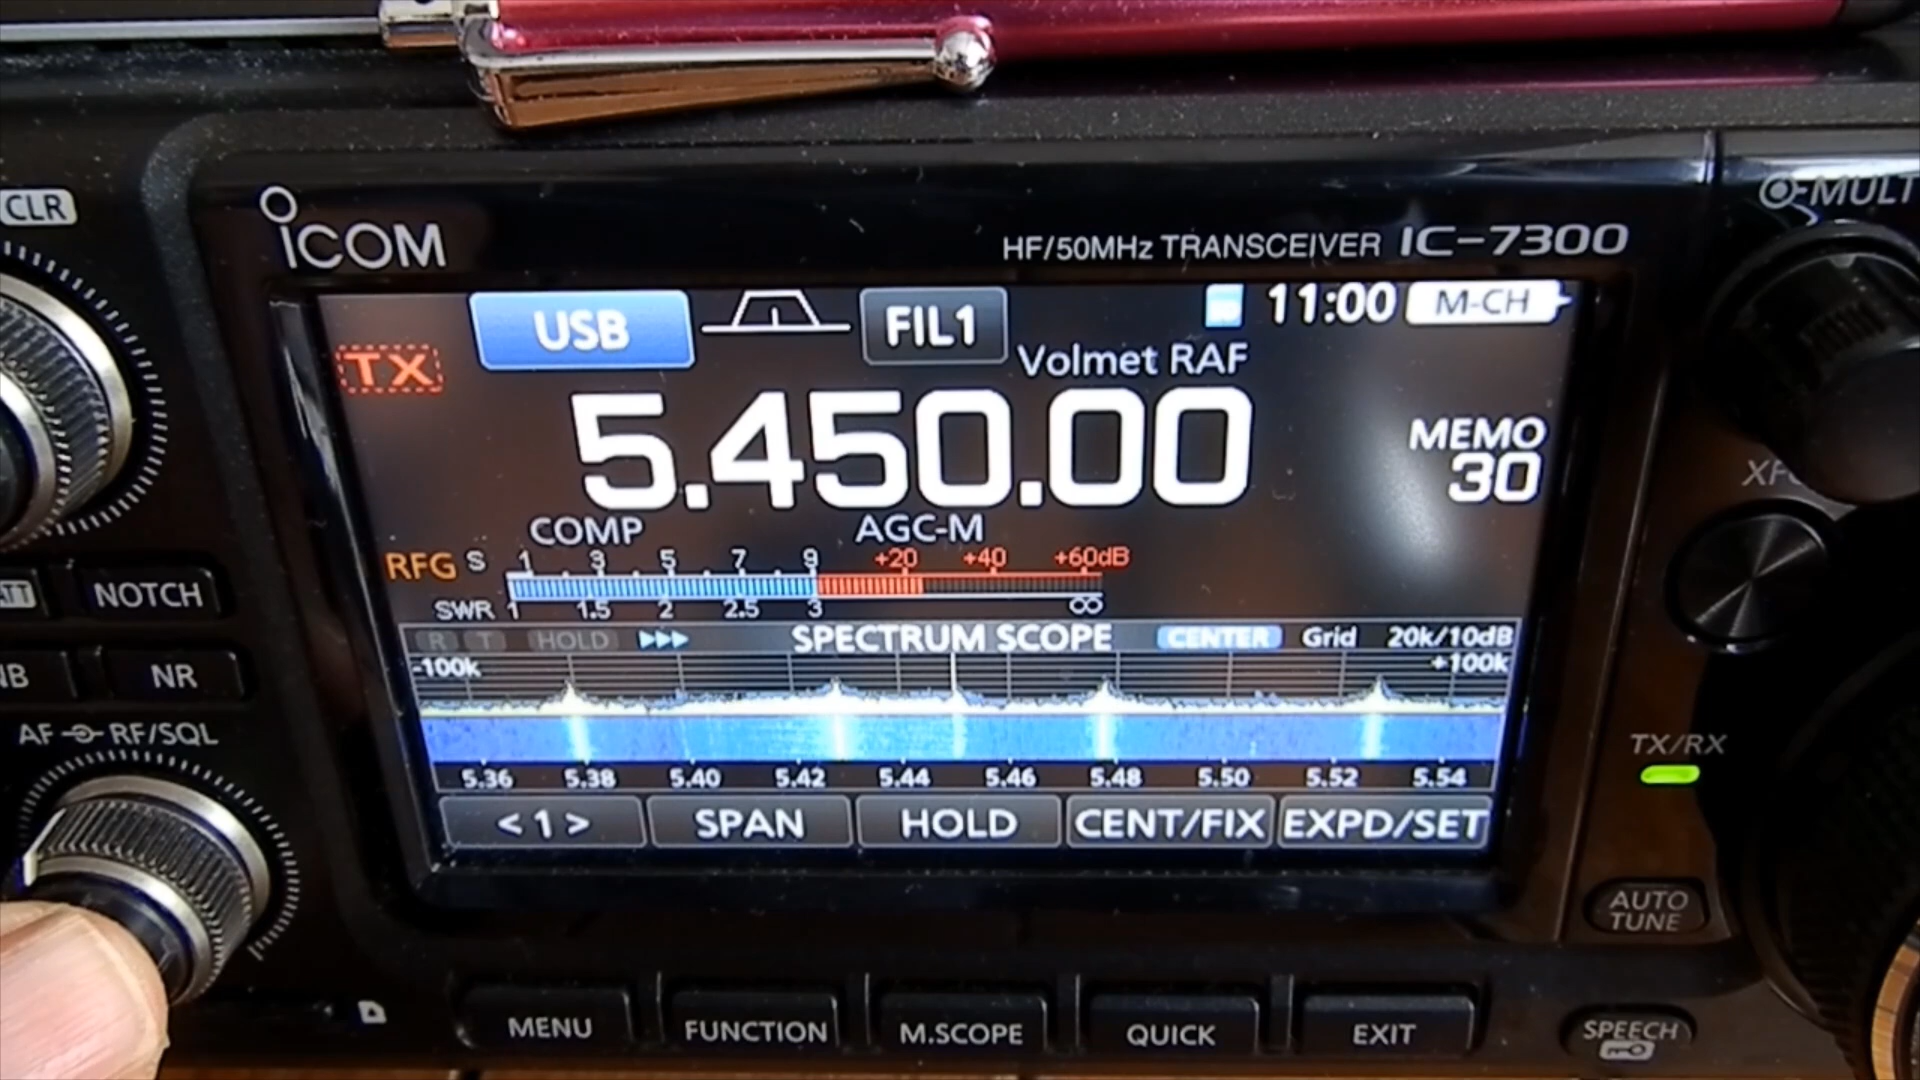 CLR
MULT
ICOM
HF/50MHz TRANSCEIVER IC-7300
USB FIL1 11:00 M-CH
TX Volmet RAF
5.450.00
MEMO
30
COMP AGC-M
RFG S 1 3 5 7 9 +20 +40 +60dB
SWR 1 1.5 2 2.5 3 ∞
R T HOLD SPECTRUM SCOPE CENTER Grid 20k/10dB
-100k +100k
5.36 5.38 5.40 5.42 5.44 5.46 5.48 5.50 5.52 5.54
<1> SPAN HOLD CENT/FIX EXPD/SET
NOTCH
NR
AF RF/SQL
TX/RX
AUTO
TUNE
MENU FUNCTION M.SCOPE QUICK EXIT
SPEECH